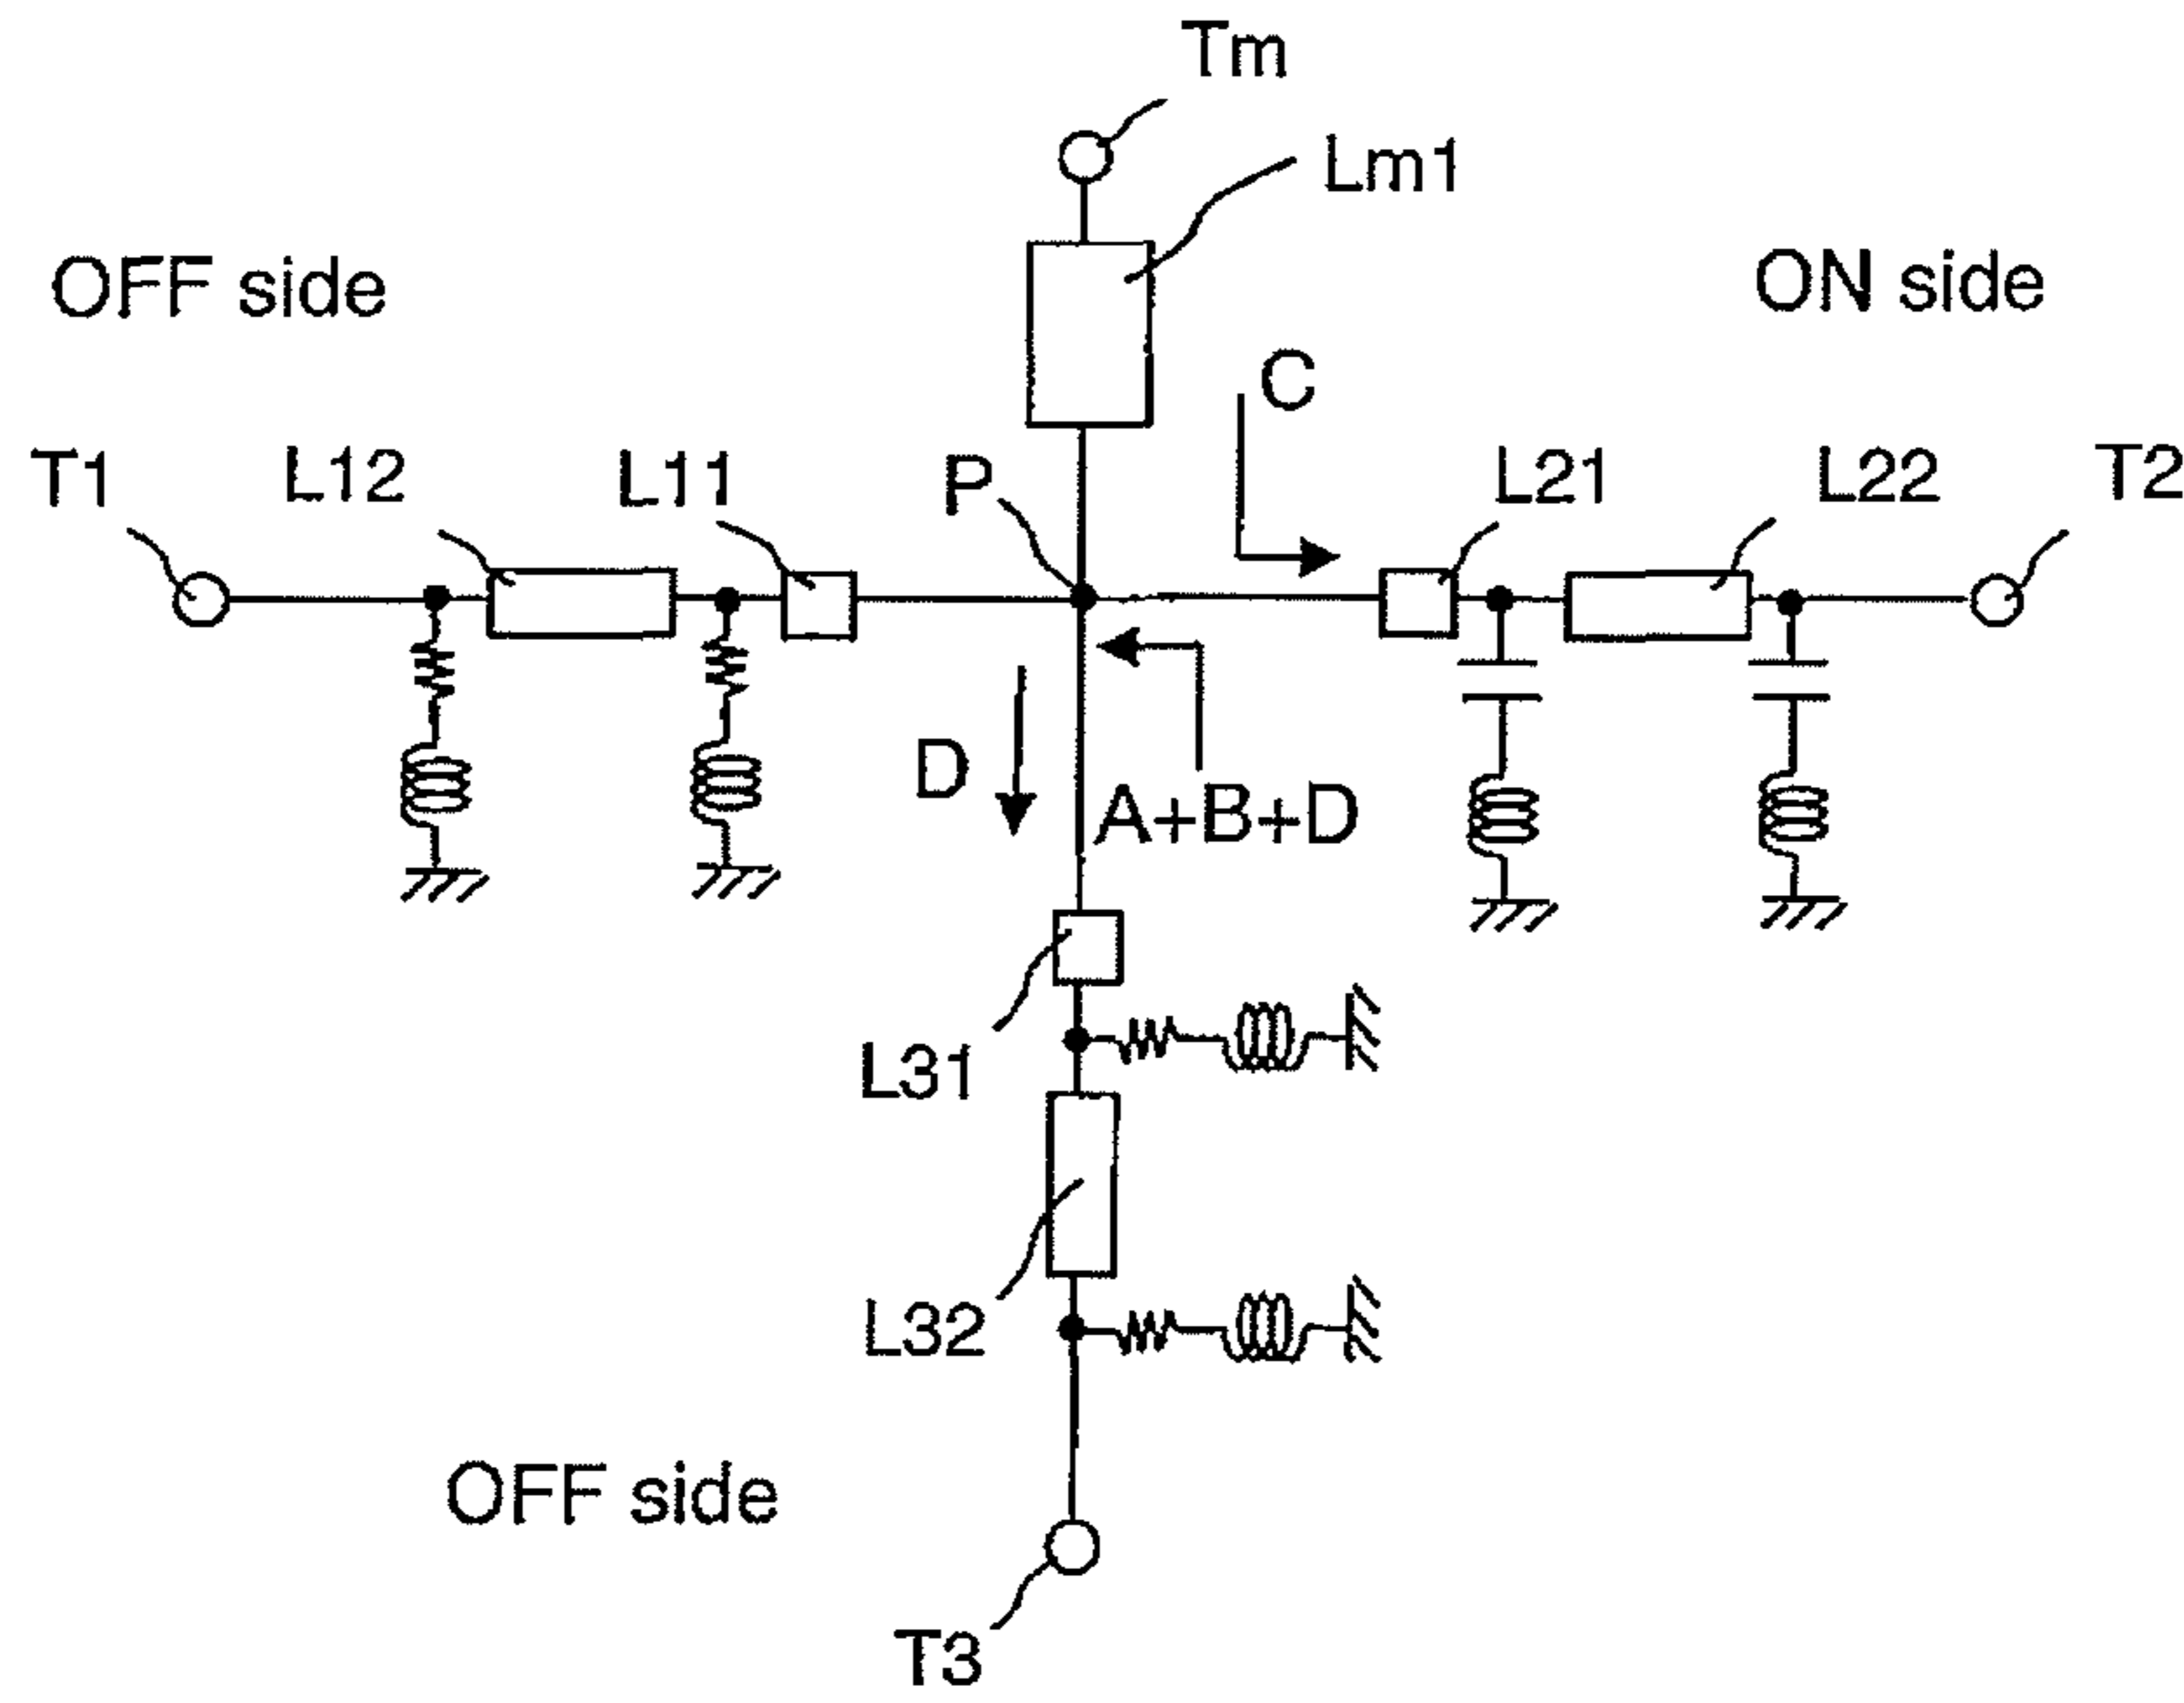 Tm
Lm1
OFF side
ON side
C
T1
L12
L11
P
L21
L22
T2
D
A+B+D
L31
L32
OFF side
T3